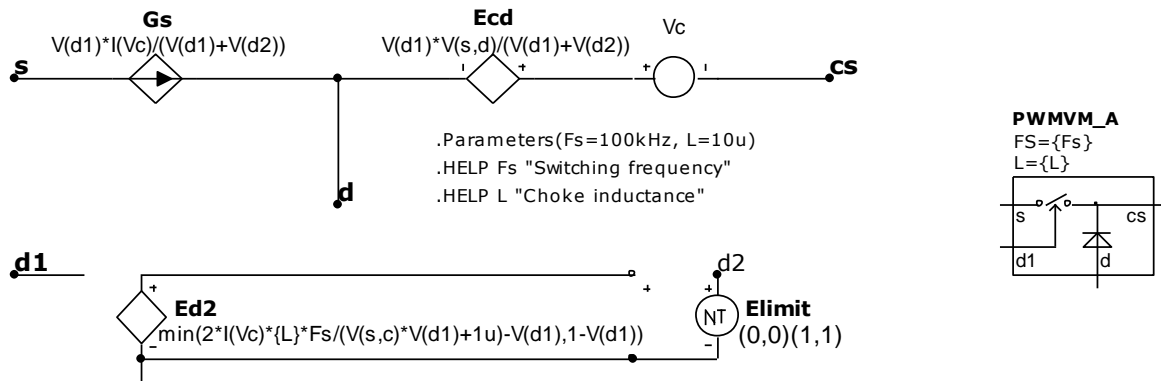 Gs
V(d1)*I(Vc)/(V(d1)+V(d2))
s
Ecd
V(d1)*V(s,d)/(V(d1)+V(d2))
Vc
cs
.Parameters(Fs=100kHz, L=10u)
.HELP Fs "Switching frequency"
.HELP L "Choke inductance"
d
PWMVM_A
FS={Fs}
L={L}
s
cs
d1
d
d1
d2
Ed2
min(2*I(Vc)*{L}*Fs/(V(s,c)*V(d1)+1u)-V(d1),1-V(d1))
NT
Elimit
(0,0)(1,1)